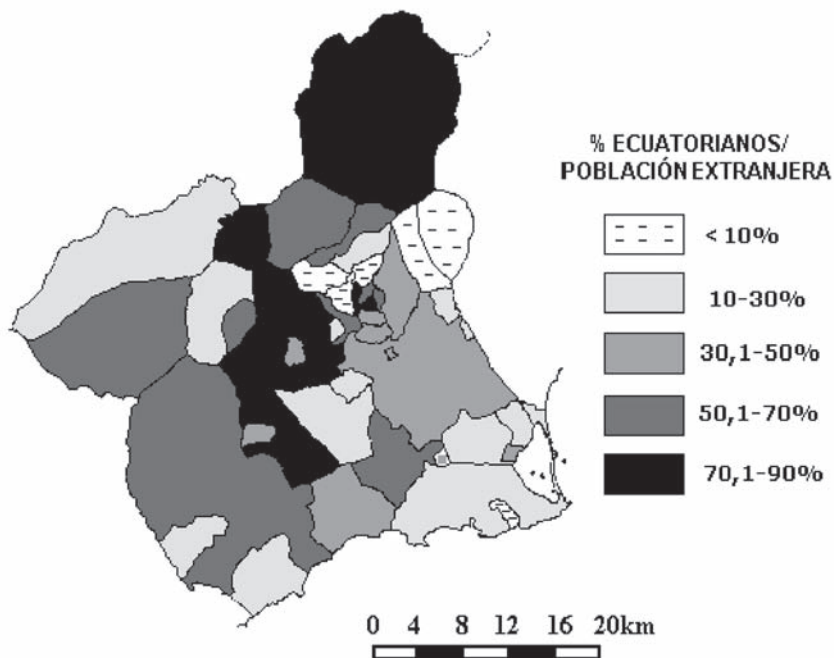 % ECUATORIANOS/
POBLACIÓN EXTRANJERA
< 10%
10-30%
30,1-50%
50,1-70%
70,1-90%
0 4 8 12 16 20km